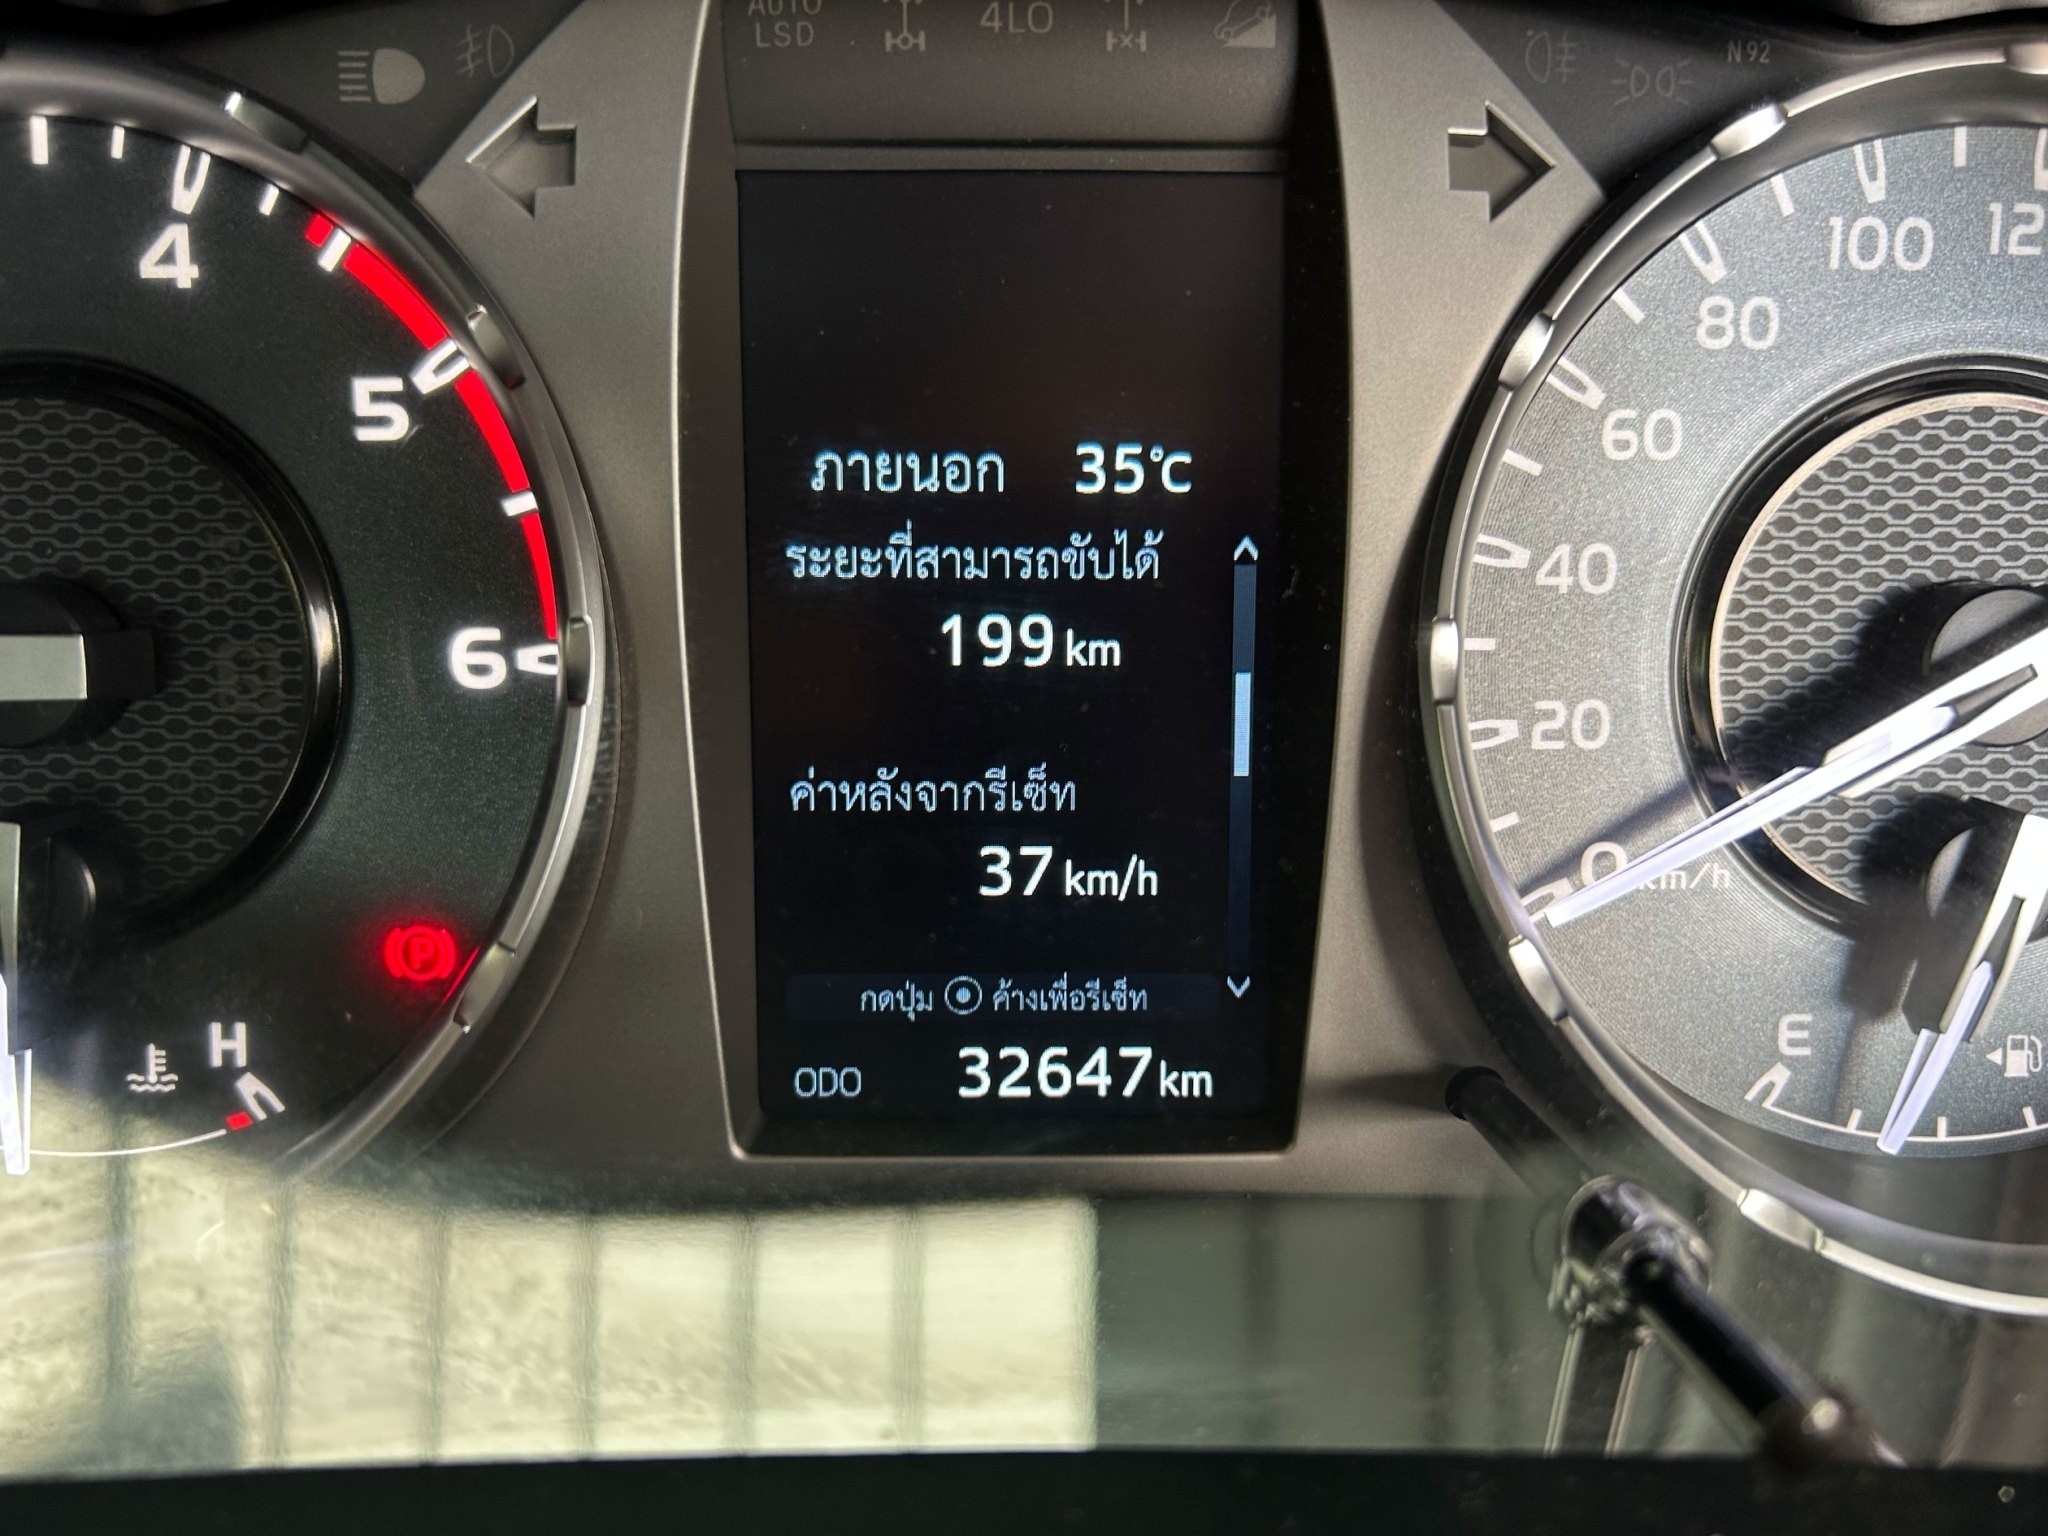 AUTO
LSD
4LO
N92
4
5
6
H
ภายนอก 35°C
ระยะที่สามารถขับได้
199 km
ค่าหลังจากรีเซ็ท
37 km/h
กดปุ่ม ค้างเพื่อรีเซ็ท
ODO 32647 km
100
80
60
40
20
0
km/h
E